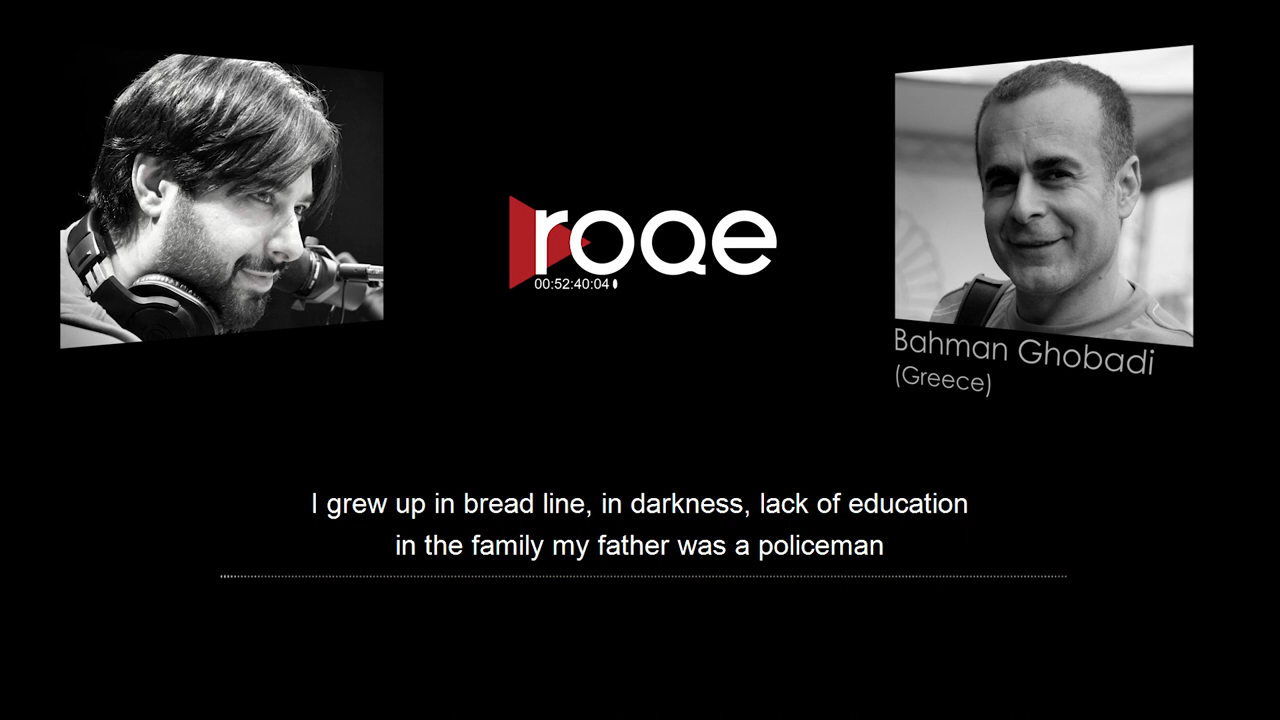 roqe
00:52:40:04
Bahman Ghobadi
(Greece)
I grew up in bread line, in darkness, lack of education
in the family my father was a policeman